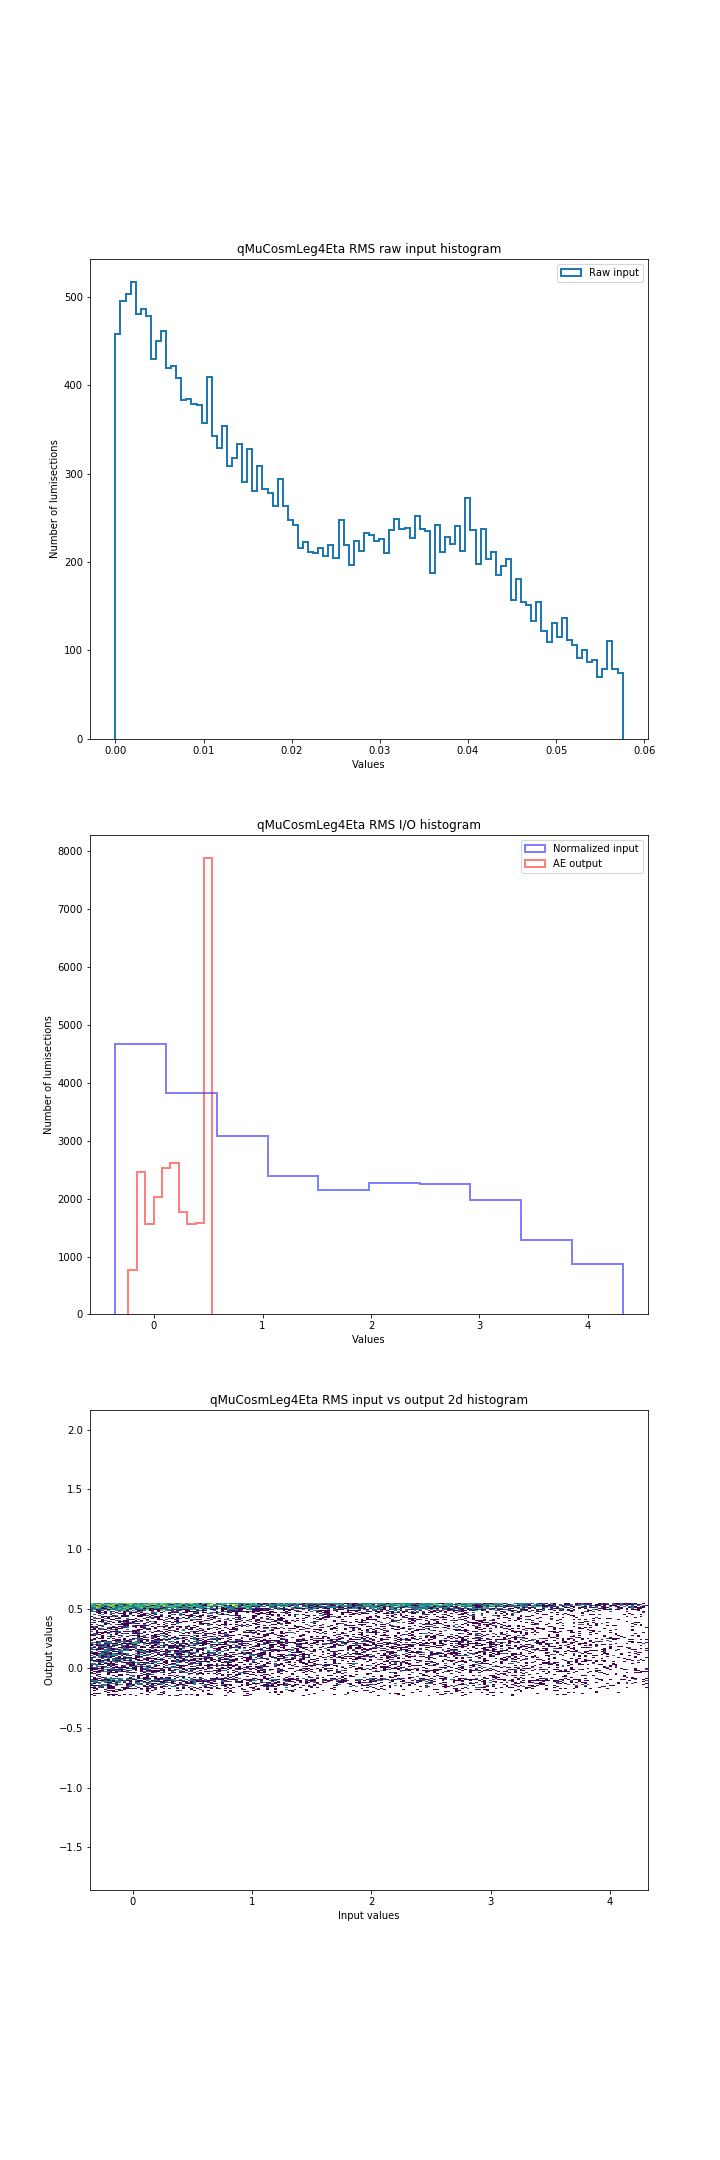 qMuCosmLeg4Eta RMS raw input histogram
Raw input
500
400
300
200
100
0
Number of lumisections
0.00 0.01 0.02 0.03 0.04 0.05 0.06
Values
qMuCosmLeg4Eta RMS I/O histogram
Normalized input
AE output
8000
7000
6000
5000
4000
3000
2000
1000
0
Number of lumisections
0 1 2 3 4
Values
qMuCosmLeg4Eta RMS input vs output 2d histogram
2.0
1.5
1.0
0.5
0.0
−0.5
−1.0
−1.5
Output values
0 1 2 3 4
Input values